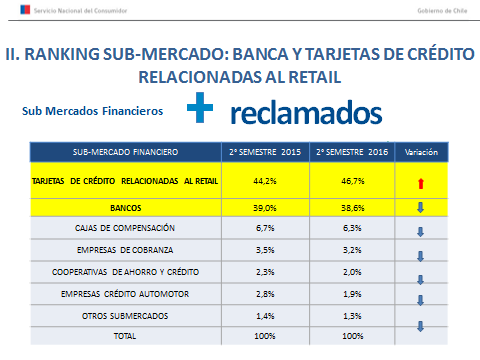 Servicio Nacional del Consumidor
Gobierno de Chile
II. RANKING SUB-MERCADO: BANCA Y TARJETAS DE CRÉDITO
RELACIONADAS AL RETAIL
Sub Mercados Financieros + reclamados
SUB-MERCADO FINANCIERO 2º SEMESTRE 2015 2º SEMESTRE 2016 Variación
TARJETAS DE CRÉDITO RELACIONADAS AL RETAIL 44,2% 46,7%
BANCOS 39,0% 38,6%
CAJAS DE COMPENSACIÓN 6,7% 6,3%
EMPRESAS DE COBRANZA 3,5% 3,2%
COOPERATIVAS DE AHORRO Y CRÉDITO 2,3% 2,0%
EMPRESAS CRÉDITO AUTOMOTOR 2,8% 1,9%
OTROS SUBMERCADOS 1,4% 1,3%
TOTAL 100% 100%